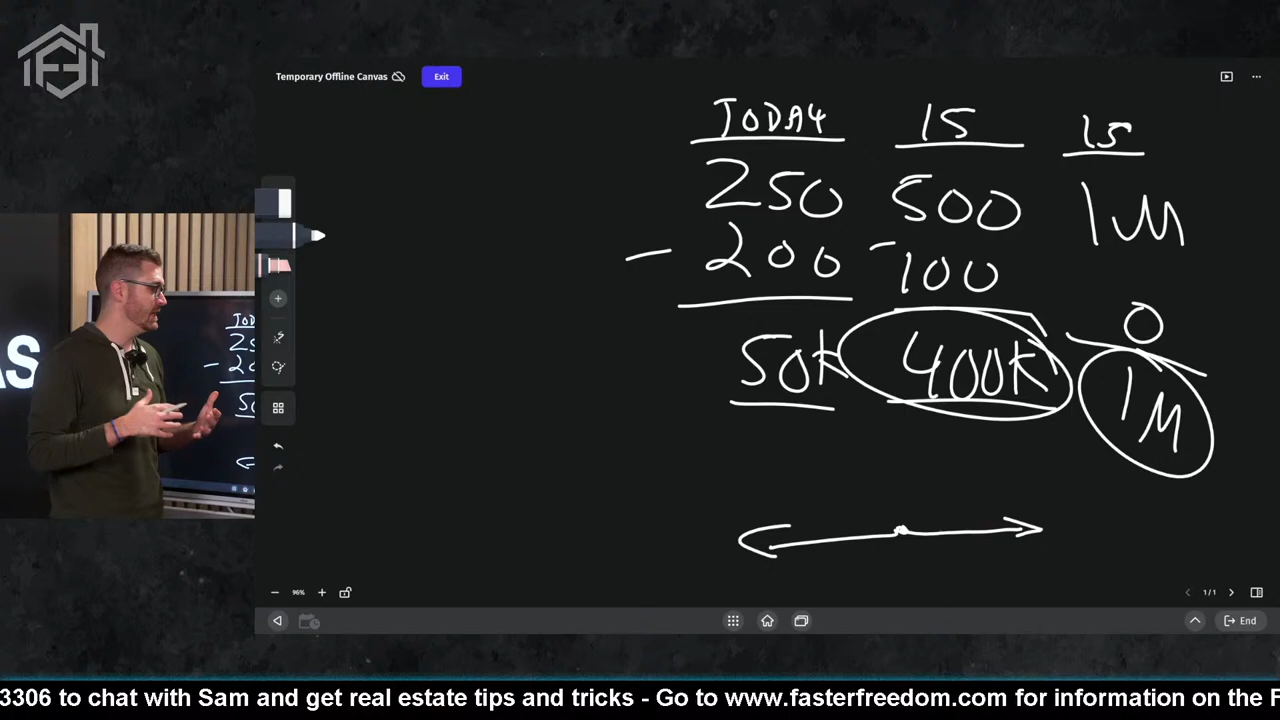 Temporary Offline Canvas Exit
TODAY 15 15
250 500 1M
- 200 - 100 0
50K 400K 1M
AS
96%
1/1
End
3306 to chat with Sam and get real estate tips and tricks - Go to www.fasterfreedom.com for information on the F